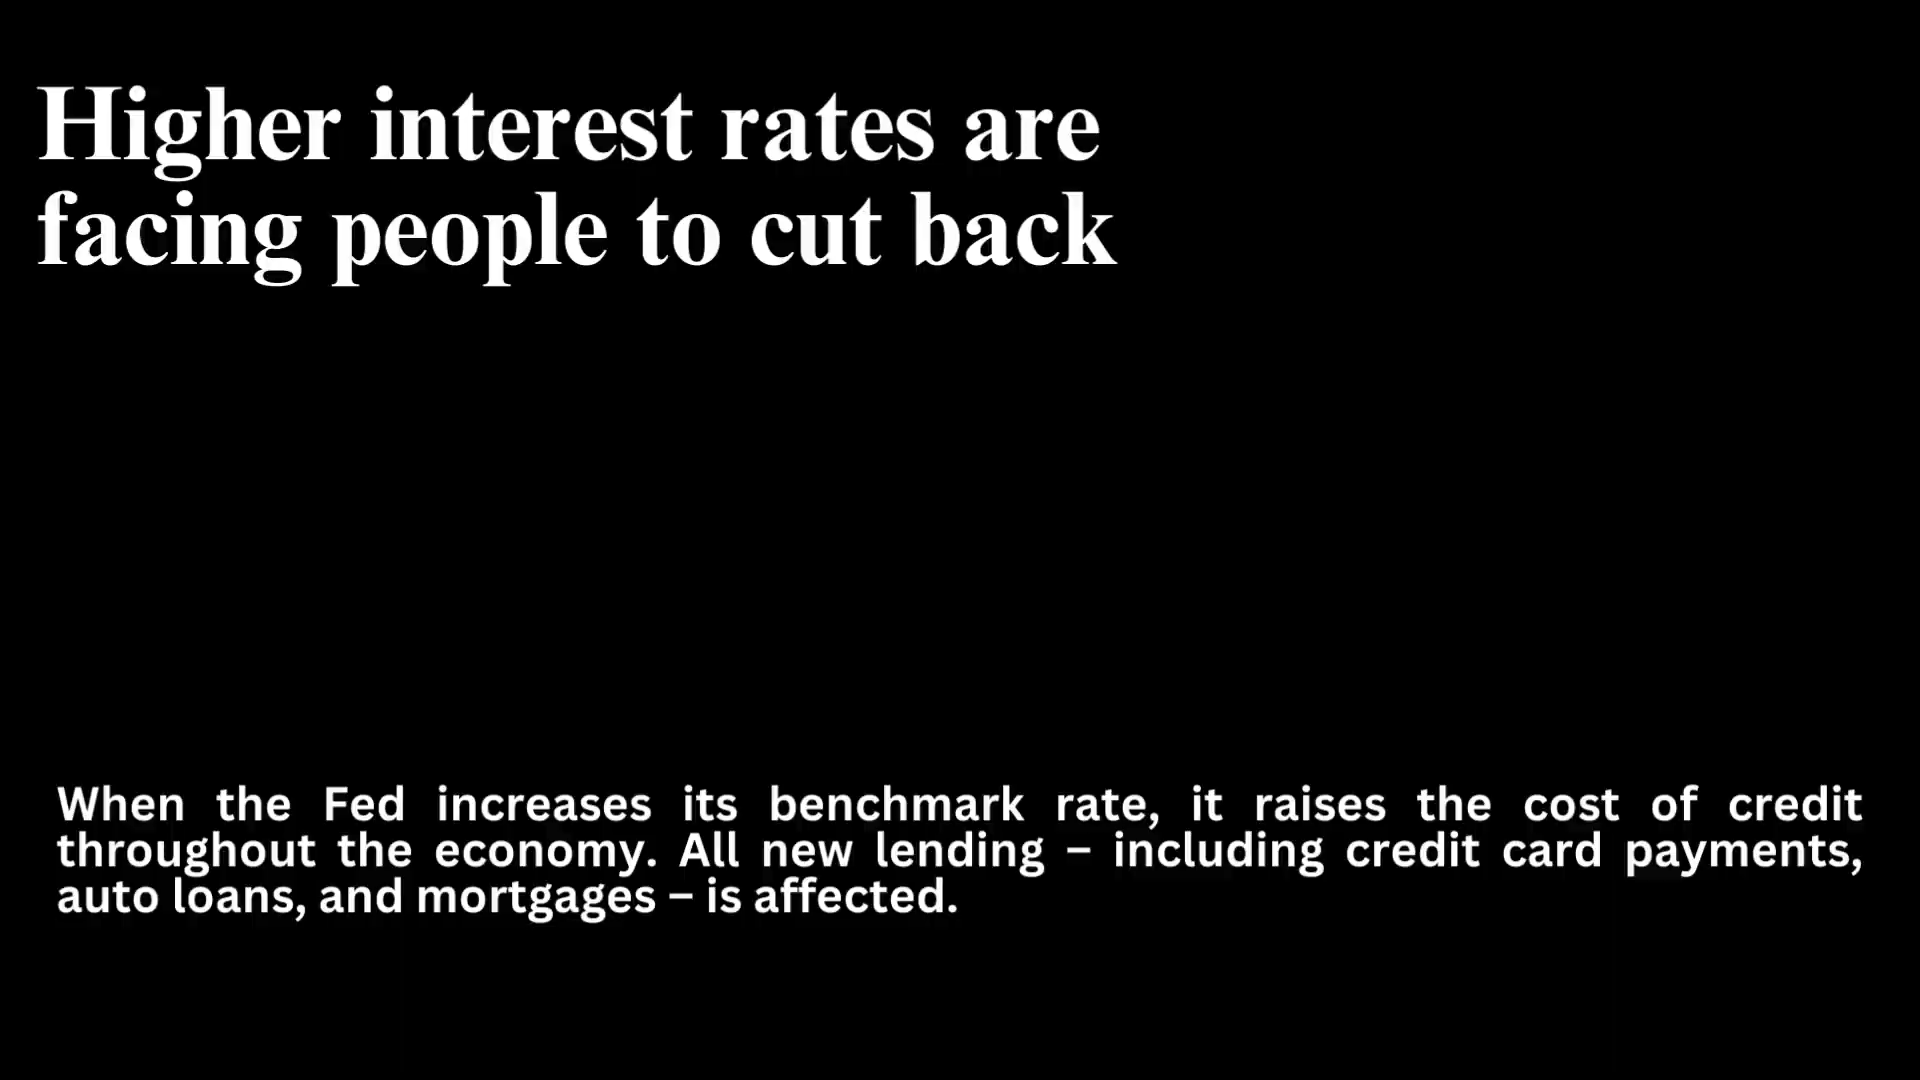 Higher interest rates are
facing people to cut back
When the Fed increases its benchmark rate, it raises the cost of credit
throughout the economy. All new lending – including credit card payments,
auto loans, and mortgages – is affected.